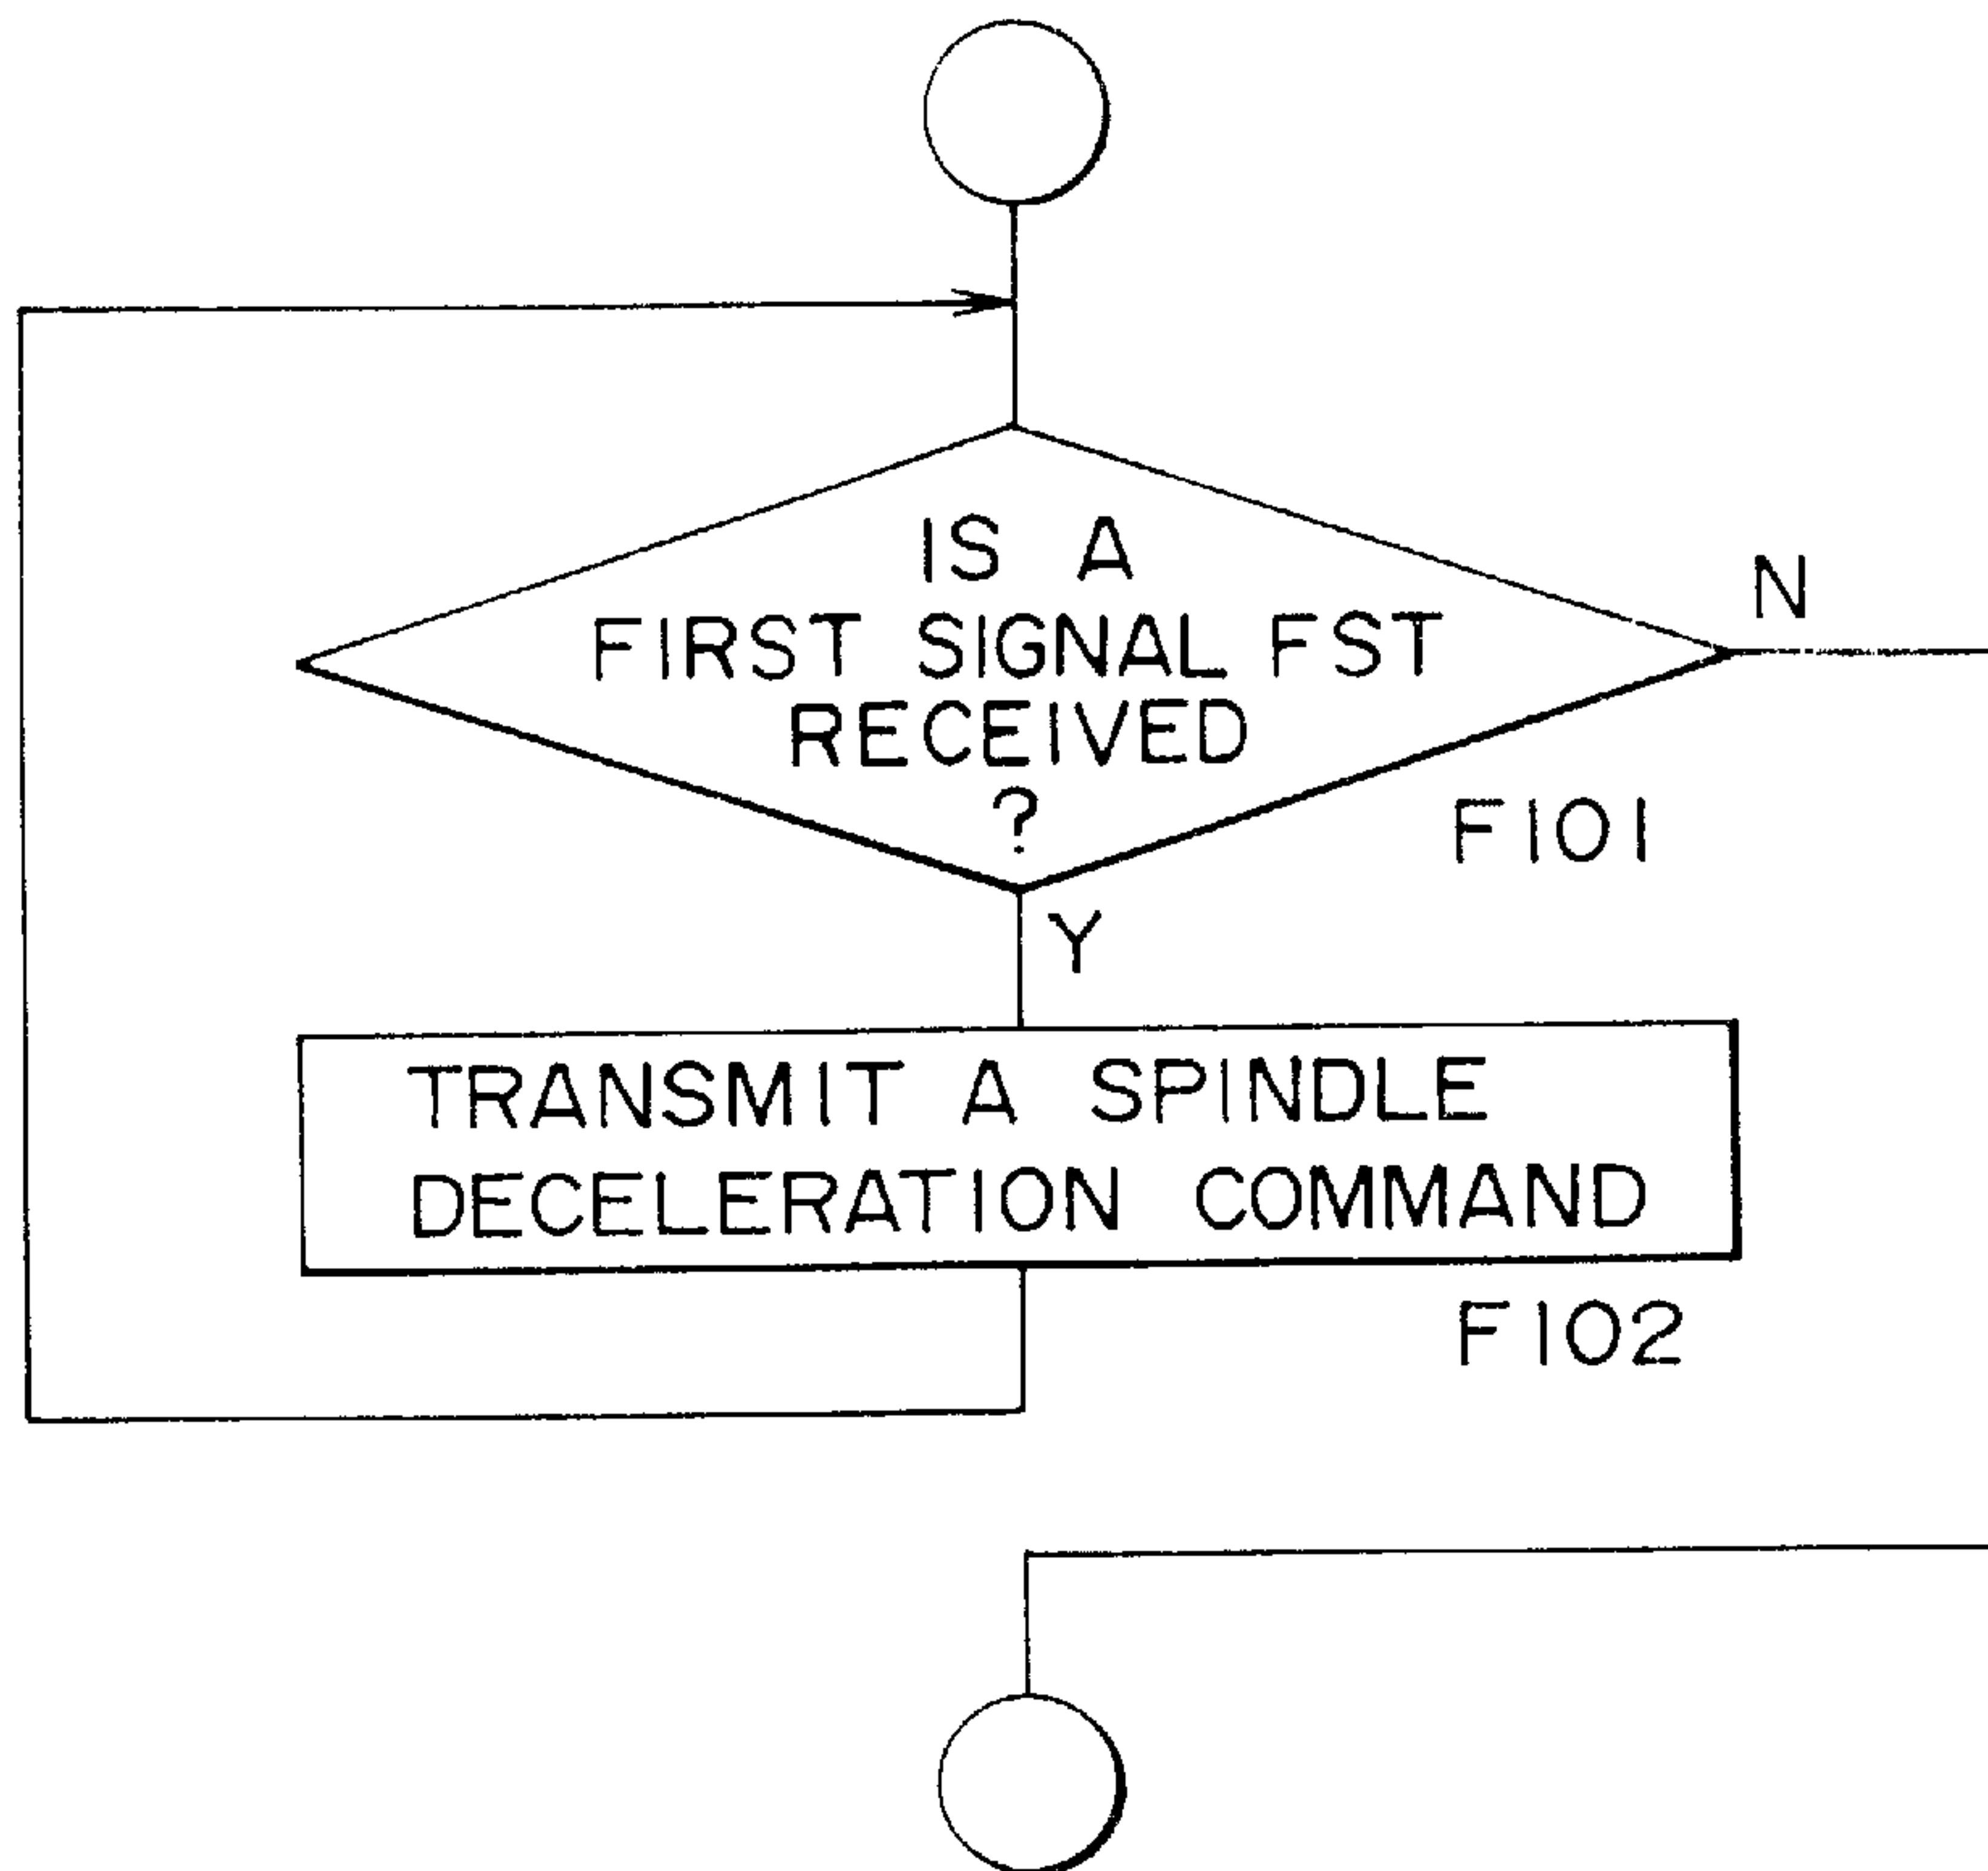 IS A
FIRST SIGNAL FST
RECEIVED
?
N
F101
Y
TRANSMIT A SPINDLE
DECELERATION COMMAND
F102